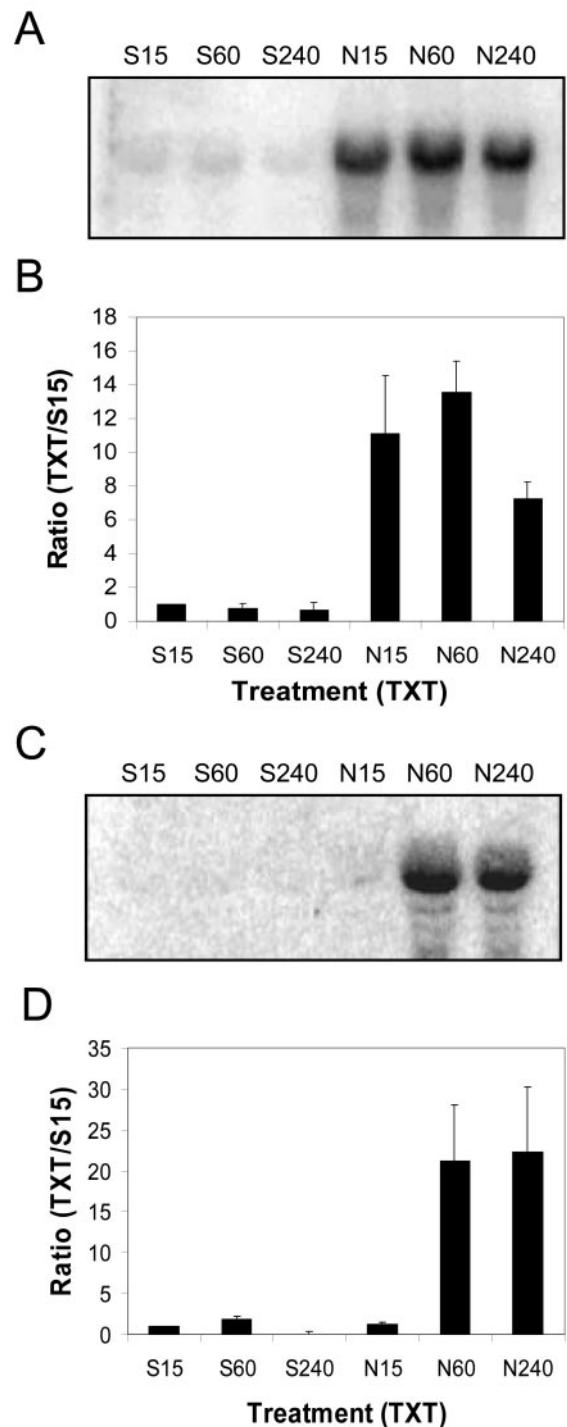 A
S15 S60 S240 N15 N60 N240
B
18
16
14
12
10
8
6
4
2
0
Ratio (TXT/S15)
S15 S60 S240 N15 N60 N240
Treatment (TXT)
C
S15 S60 S240 N15 N60 N240
D
35
30
25
20
15
10
5
0
Ratio (TXT/S15)
S15 S60 S240 N15 N60 N240
Treatment (TXT)